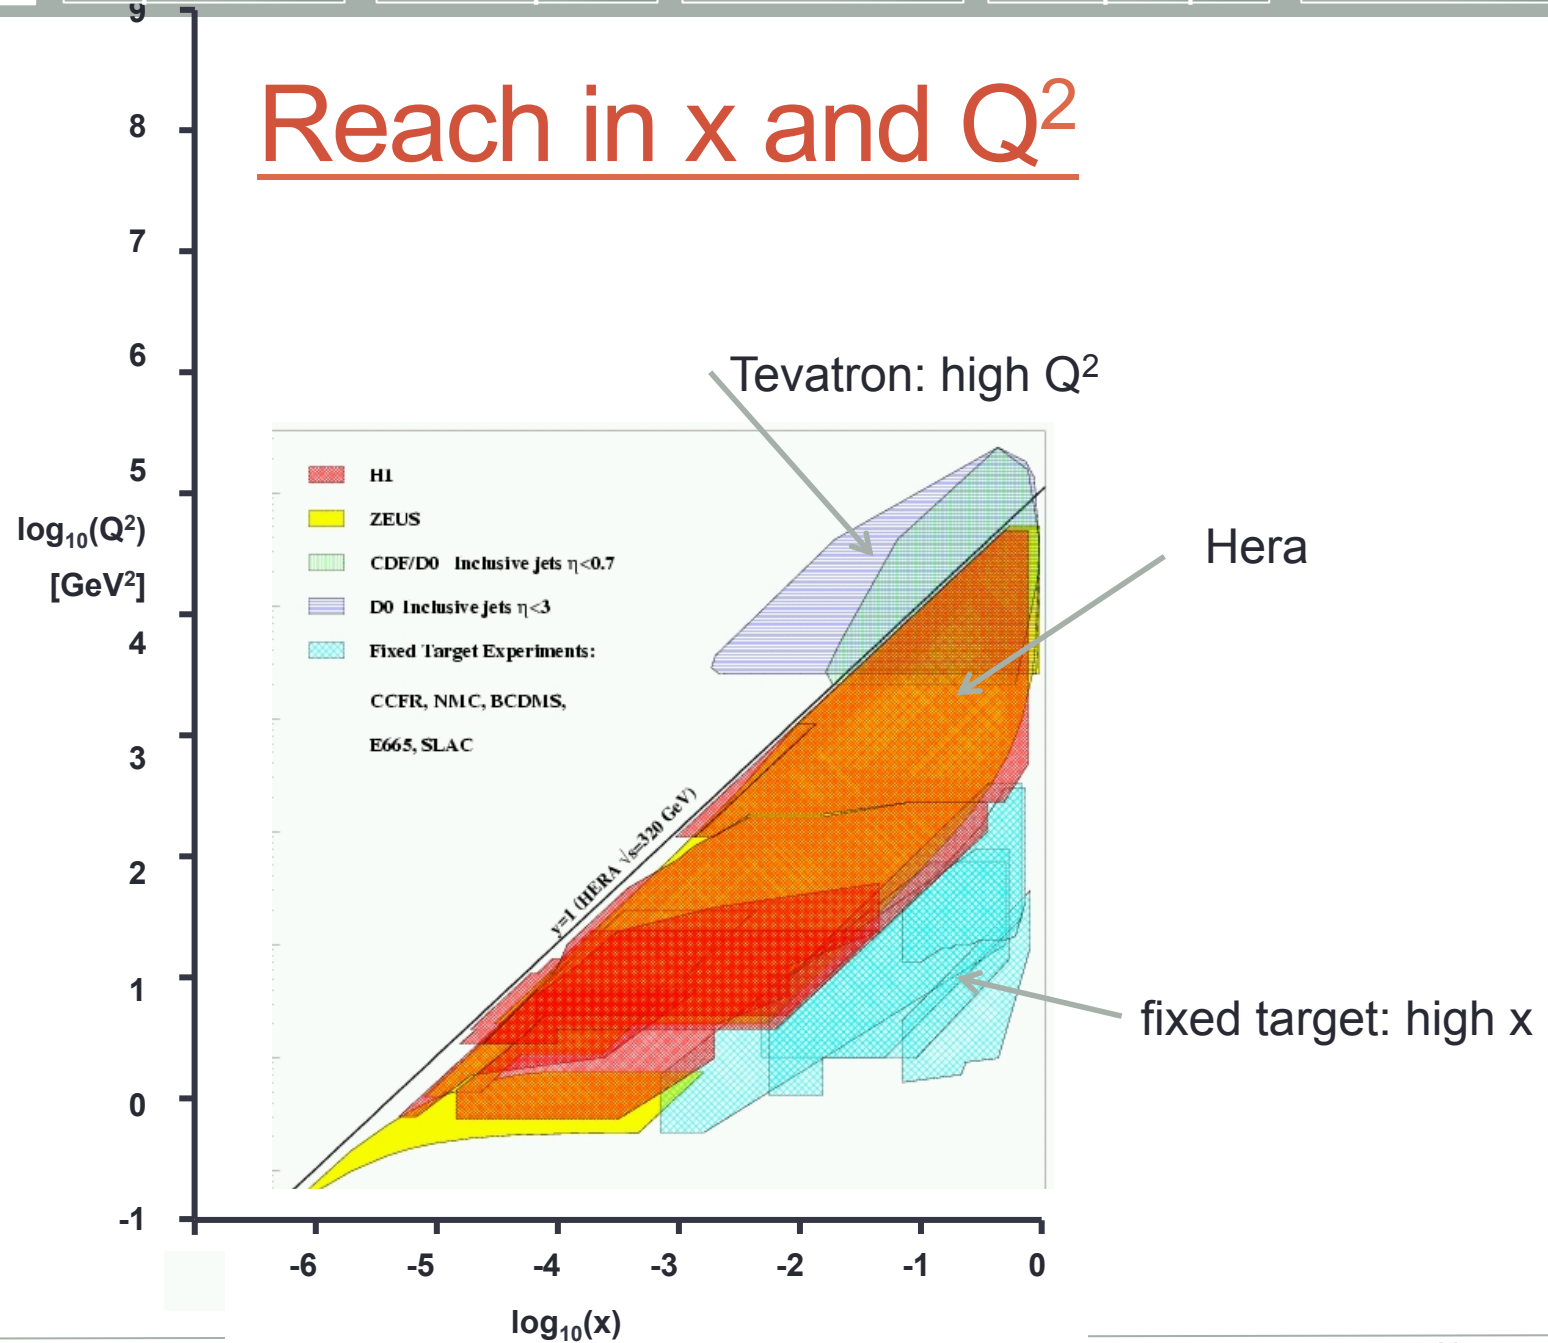 9
Reach in x and Q²
8
7
6
5
log₁₀(Q²)
[GeV²]
4
3
2
1
0
-1
Tevatron: high Q²
H1
ZEUS
CDF/D0 Inclusive jets η<0.7
D0 Inclusive jets η<3
Fixed Target Experiments:
CCFR, NMC, BCDMS,
E665, SLAC
y=1 (HERA √s=320 GeV)
Hera
fixed target: high x
-6 -5 -4 -3 -2 -1 0
log₁₀(x)